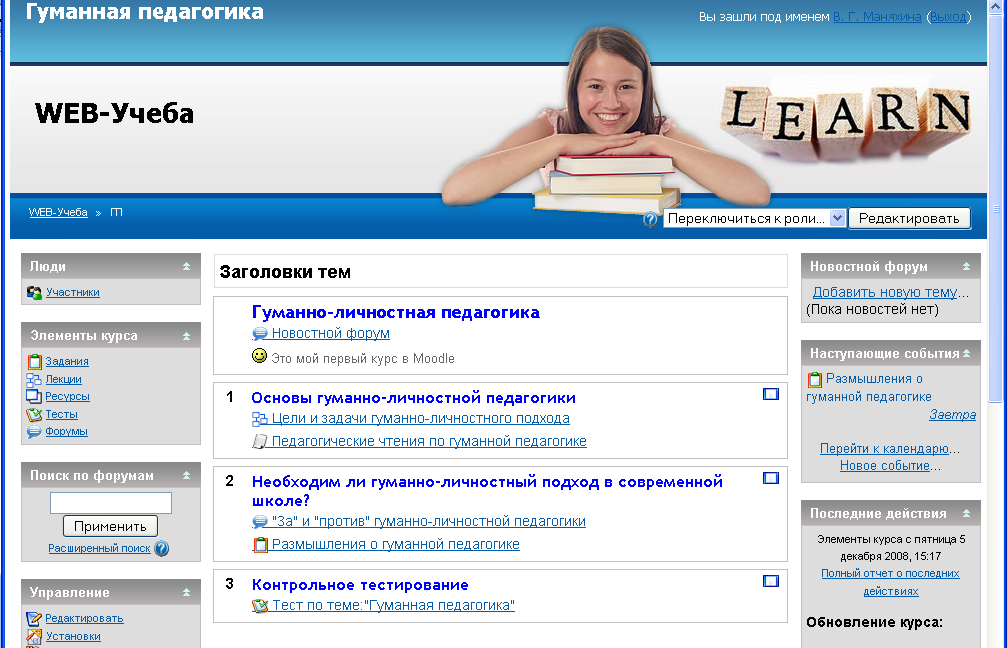 Гуманная педагогика
Вы зашли под именем В. Г. Маняхина (Выход)
WEB-Учеба
LEARN
WEB-Учеба » ГП
Переключиться к роли...
Редактировать
Люди
Участники
Элементы курса
Задания
Лекции
Ресурсы
Тесты
Форумы
Поиск по форумам
Применить
Расширенный поиск
Управление
Редактировать
Установки
Заголовки тем
Гуманно-личностная педагогика
Новостной форум
Это мой первый курс в Moodle
1 Основы гуманно-личностной педагогики
Цели и задачи гуманно-личностного подхода
Педагогические чтения по гуманной педагогике
2 Необходим ли гуманно-личностный подход в современной
школе?
"За" и "против" гуманно-личностной педагогики
Размышления о гуманной педагогике
3 Контрольное тестирование
Тест по теме:"Гуманная педагогика"
Новостной форум
Добавить новую тему...
(Пока новостей нет)
Наступающие события
Размышления о
гуманной педагогике
Завтра
Перейти к календарю...
Новое событие...
Последние действия
Элементы курса с пятница 5
декабря 2008, 15:17
Полный отчет о последних
действиях
Обновление курса: